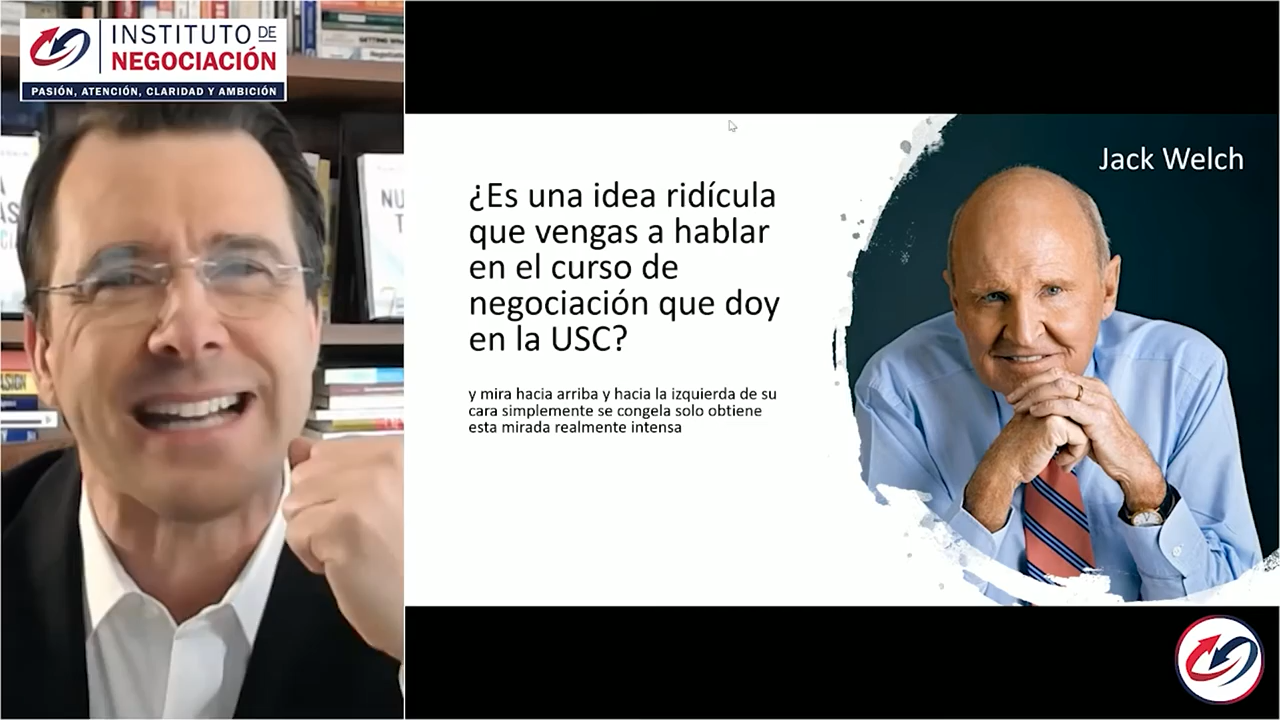 INSTITUTO DE
NEGOCIACIÓN
PASIÓN, ATENCIÓN, CLARIDAD Y AMBICIÓN
Jack Welch
¿Es una idea ridícula
que vengas a hablar
en el curso de
negociación que doy
en la USC?
y mira hacia arriba y hacia la izquierda de su
cara simplemente se congela solo obtiene
esta mirada realmente intensa
NU
T